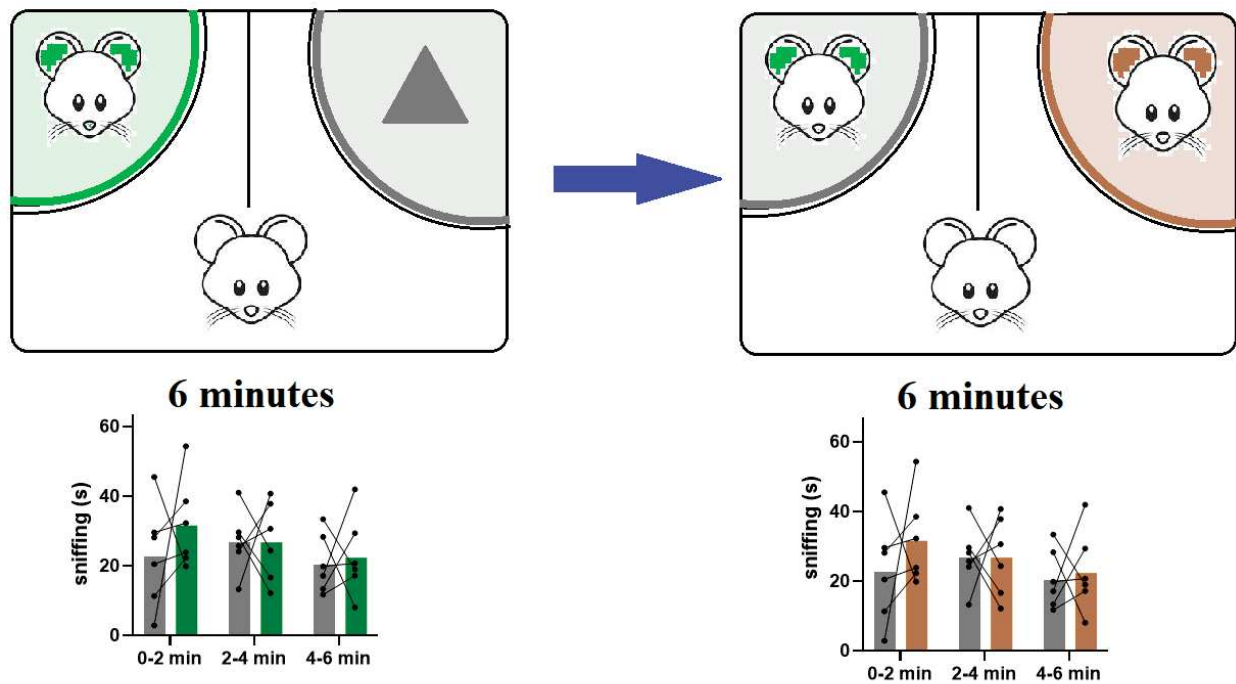 6 minutes
60
40
20
0
sniffing (s)
0-2 min 2-4 min 4-6 min
6 minutes
60
40
20
0
sniffing (s)
0-2 min 2-4 min 4-6 min